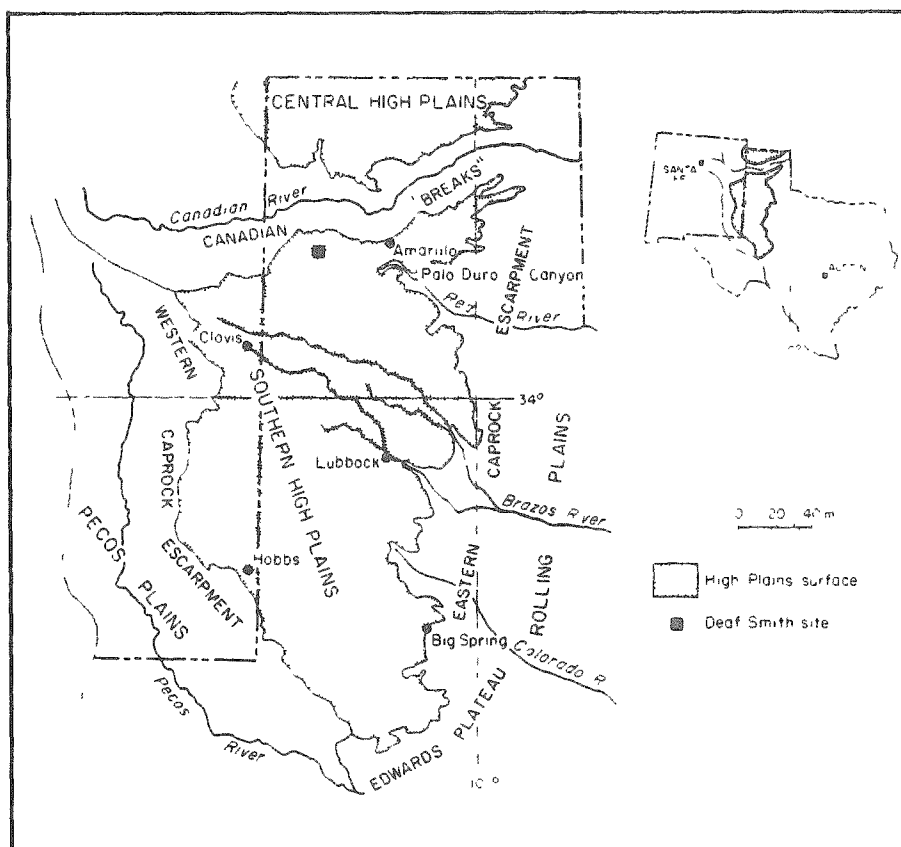 CENTRAL HIGH PLAINS
Canadian River
CANADIAN "BREAKS"
Amarillo
Palo Duro Canyon
ESCARPMENT
Red River
WESTERN
Clovis
SOUTHERN HIGH PLAINS
34°
CAPROCK
CAPROCK
PLAINS
Lubbock
Brazos River
PECOS PLAINS
ESCARPMENT
Hobbs
EASTERN
ROLLING
Big Spring
Colorado R
Pecos River
EDWARDS PLATEAU
SANTA FE
AUSTIN
0 20 40 m
High Plains surface
Deaf Smith site